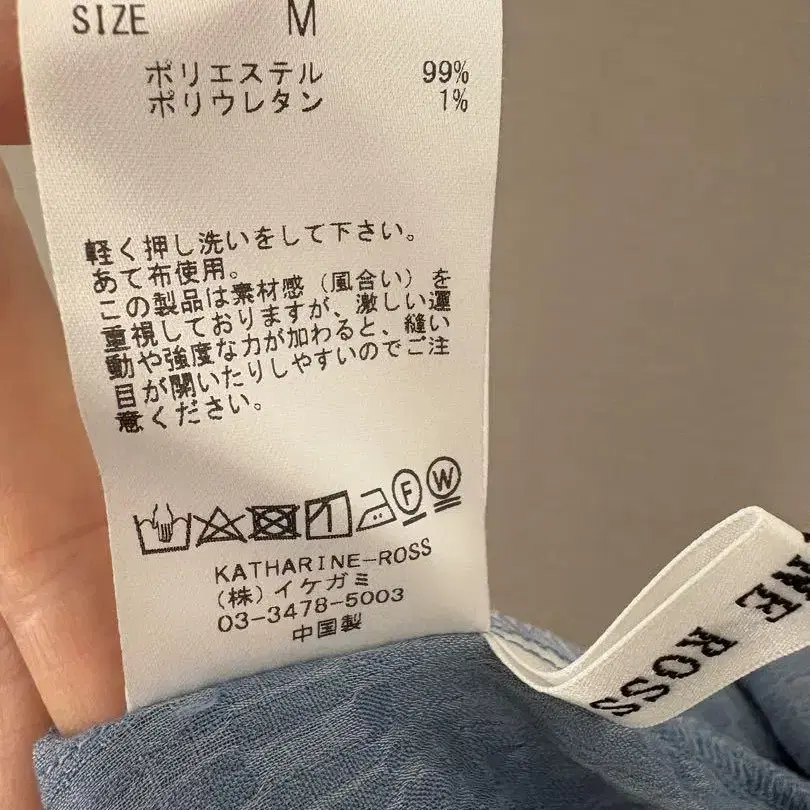 SIZE M
ポリエステル 99%
ポリウレタン 1%
軽く押し洗いをして下さい。
あて布使用。
この製品は素材感（風合い）を
重視しておりますが、激しい運
動や強度な力が加わると、縫い
目が開いたりしやすいのでご注
意ください。
F W
KATHARINE–ROSS
(株)イケガミ
03-3478-5003
中国製
NE ROSS